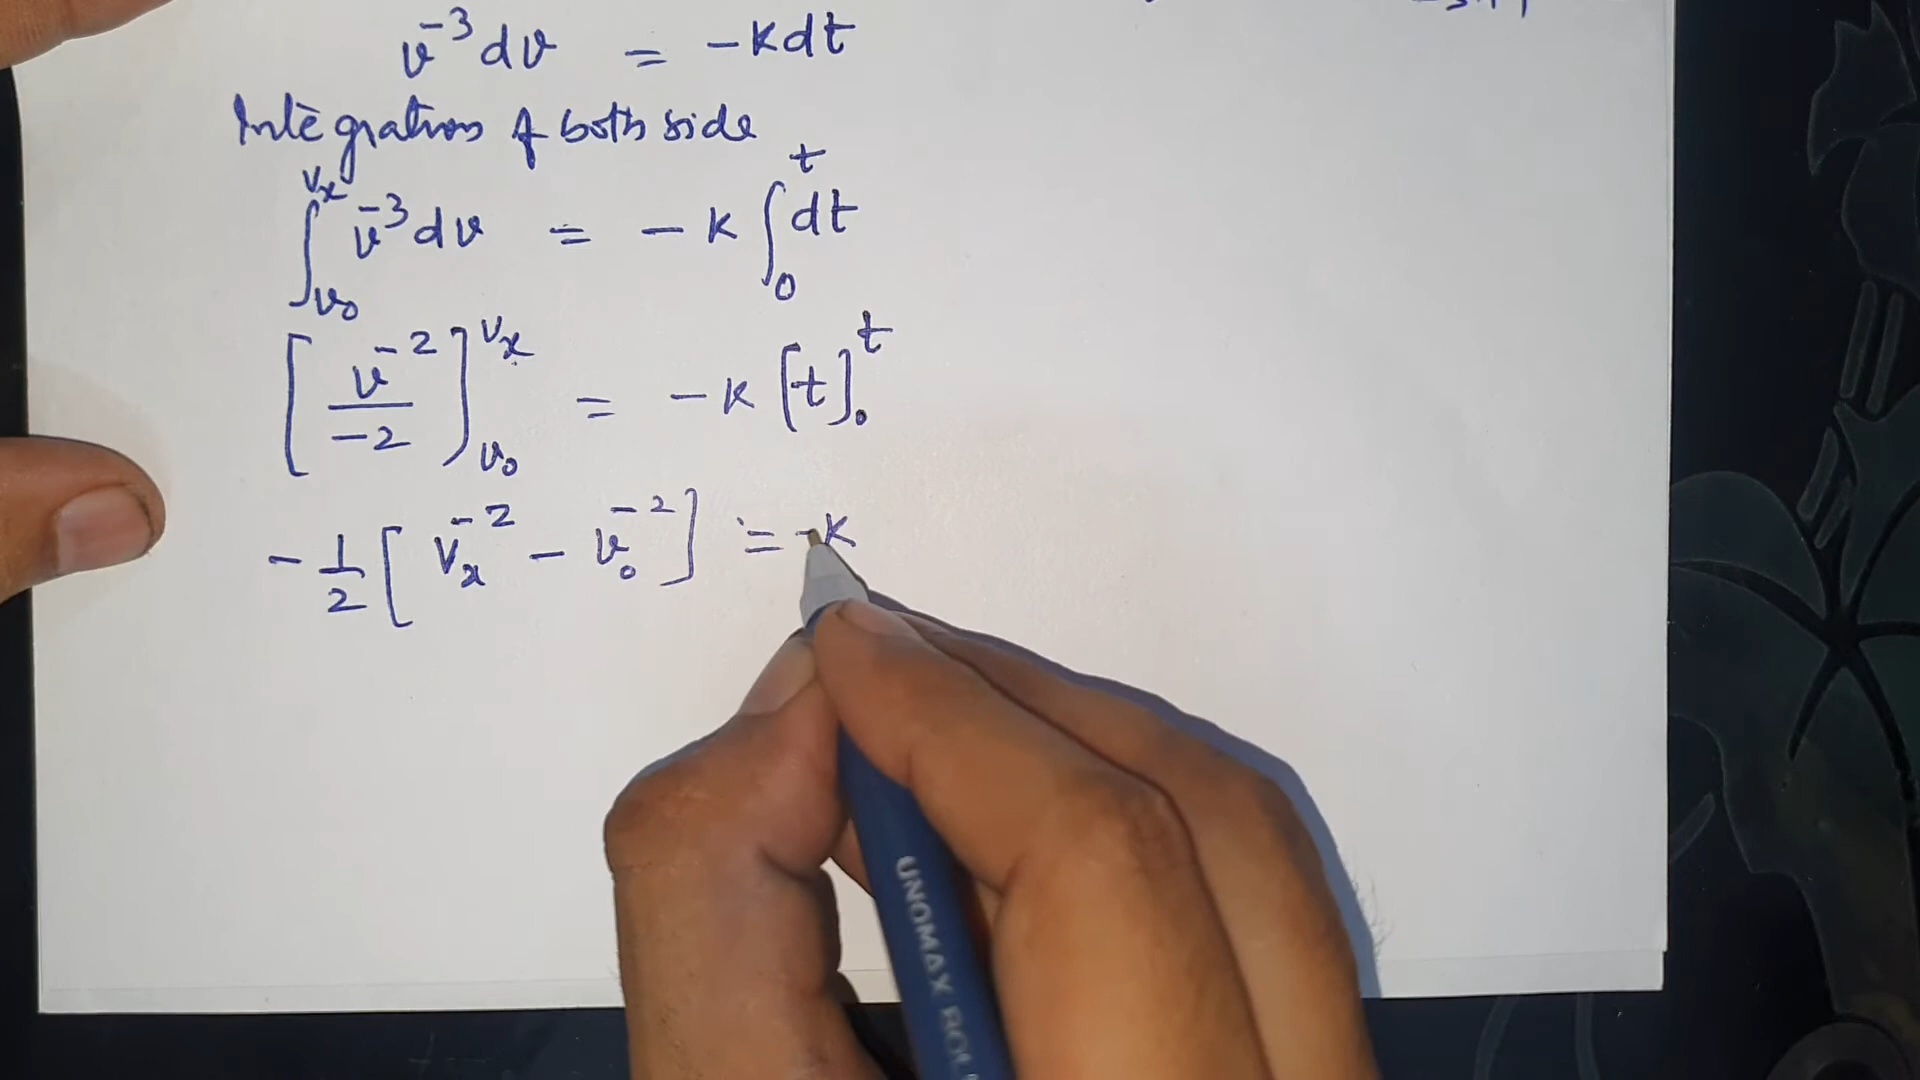 v⁻³ dv = -kdt
Integration of both side
∫_{v₀}^{Vₓ} v⁻³ dv = -k ∫₀ᵗ dt
[v⁻²/-2]_{v₀}^{Vₓ} = -k [t]₀ᵗ
-1/2 [Vₓ⁻² - v₀⁻²] = -k
UNOMAX